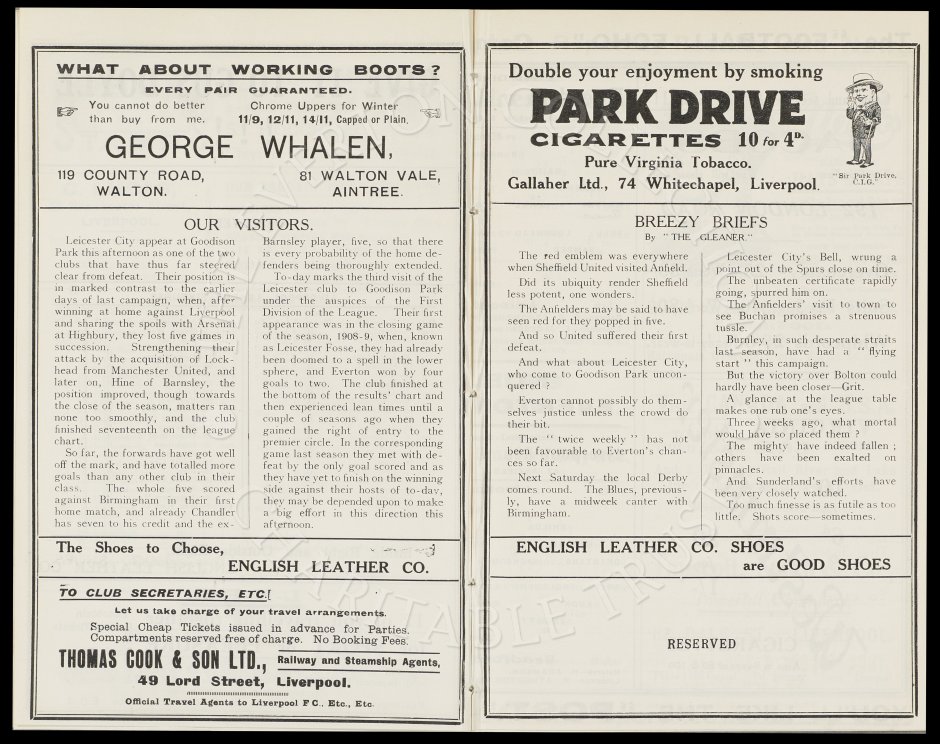 WHAT ABOUT WORKING BOOTS?
EVERY PAIR GUARANTEED.
You cannot do better
than buy from me.
Chrome Uppers for Winter
11/9, 12/11, 14/11, Capped or Plain.
GEORGE WHALEN,
119 COUNTY ROAD,
WALTON.
81 WALTON VALE,
AINTREE.
OUR VISITORS.
Leicester City appear at Goodison
Park this afternoon as one of the two
clubs that have thus far steered
clear from defeat. Their position is
in marked contrast to the earlier
days of last campaign, when, after
winning at home against Liverpool
and sharing the spoils with Arsenal
at Highbury, they lost five games in
succession. Strengthening their
attack by the acquisition of Lock-
head from Manchester United, and
later on, Hine of Barnsley, the
position improved, though towards
the close of the season, matters ran
none too smoothly, and the club
finished seventeenth on the league
chart.
So far, the forwards have got well
off the mark, and have totalled more
goals than any other club in their
class. The whole five scored
against Birmingham in their first
home match, and already Chandler
has seven to his credit and the ex-
Barnsley player, five, so that there
is every probability of the home de-
fenders being thoroughly extended.
To-day marks the third visit of the
Leicester club to Goodison Park
under the auspices of the First
Division of the League. Their first
appearance was in the closing game
of the season, 1908-9, when, known
as Leicester Fosse, they had already
been doomed to a spell in the lower
sphere, and Everton won by four
goals to two. The club finished at
the bottom of the results' chart and
then experienced lean times until a
couple of seasons ago when they
gained the right of entry to the
premier circle. In the corresponding
game last season they met with de-
feat by the only goal scored and as
they have yet to finish on the winning
side against their hosts of to-day,
they may be depended upon to make
a big effort in this direction this
afternoon.
The Shoes to Choose,
ENGLISH LEATHER CO.
TO CLUB SECRETARIES, ETC.
Let us take charge of your travel arrangements.
Special Cheap Tickets issued in advance for Parties.
Compartments reserved free of charge. No Booking Fees.
THOMAS COOK & SON LTD., Railway and Steamship Agents,
49 Lord Street, Liverpool.
Official Travel Agents to Liverpool F C., Etc., Etc.
Double your enjoyment by smoking
PARK DRIVE
CIGARETTES 10 for 4D.
Pure Virginia Tobacco.
Gallaher Ltd., 74 Whitechapel, Liverpool.
"Sir Park Drive,
C.I.G."
BREEZY BRIEFS
By "THE GLEANER."
The red emblem was everywhere
when Sheffield United visited Anfield.
Did its ubiquity render Sheffield
less potent, one wonders.
The Anfielders may be said to have
seen red for they popped in five.
And so United suffered their first
defeat.
And what about Leicester City,
who come to Goodison Park uncon-
quered ?
Everton cannot possibly do them-
selves justice unless the crowd do
their bit.
The "twice weekly" has not
been favourable to Everton's chan-
ces so far.
Next Saturday the local Derby
comes round. The Blues, previous-
ly, have a midweek canter with
Birmingham.
Leicester City's Bell, wrung a
point out of the Spurs close on time.
The unbeaten certificate rapidly
going, spurred him on.
The Anfielders' visit to town to
see Buchan promises a strenuous
tussle.
Burnley, in such desperate straits
last season, have had a "flying
start" this campaign.
But the victory over Bolton could
hardly have been closer—Grit.
A glance at the league table
makes one rub one's eyes.
Three weeks ago, what mortal
would have so placed them ?
The mighty have indeed fallen ;
others have been exalted on
pinnacles.
And Sunderland's efforts have
been very closely watched.
Too much finesse is as futile as too
little. Shots score—sometimes.
ENGLISH LEATHER CO. SHOES
are GOOD SHOES
RESERVED